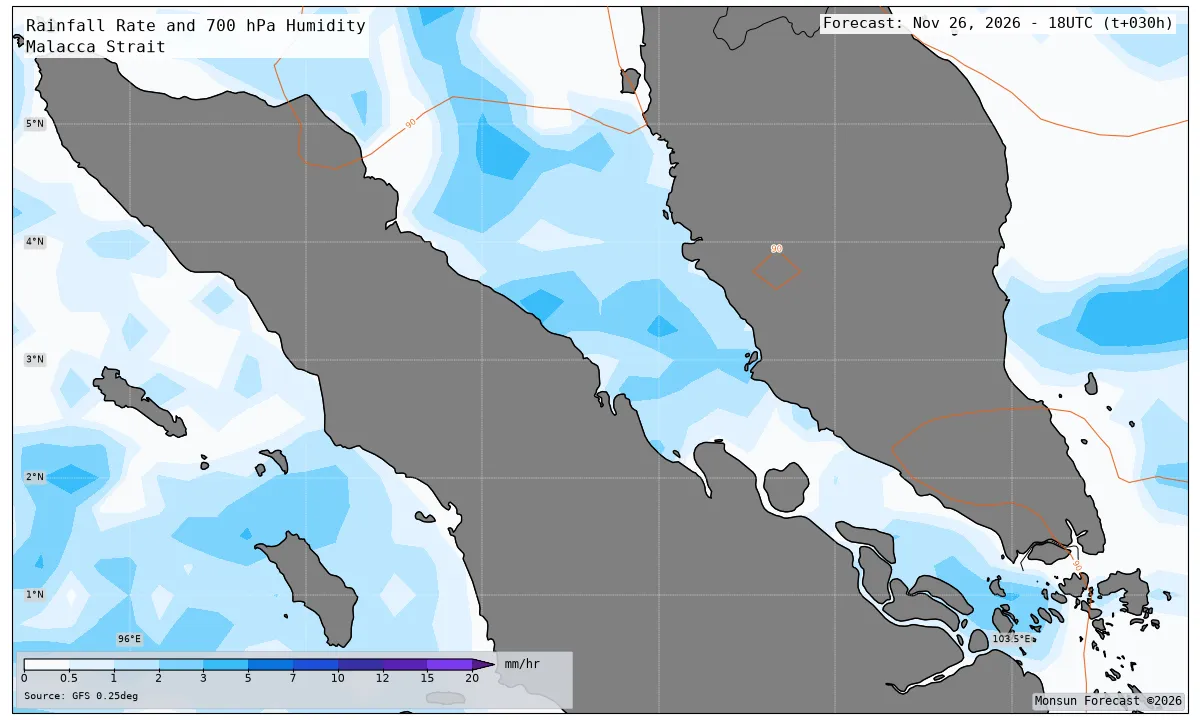 Rainfall Rate and 700 hPa Humidity
Malacca Strait
Forecast: Nov 26, 2026 - 18UTC (t+030h)
90
5°N
4°N
90
3°N
2°N
90
1°N
96°E
103.5°E
mm/hr
0 0.5 1 2 3 5 7 10 12 15 20
Source: GFS 0.25deg
Monsun Forecast ©2026